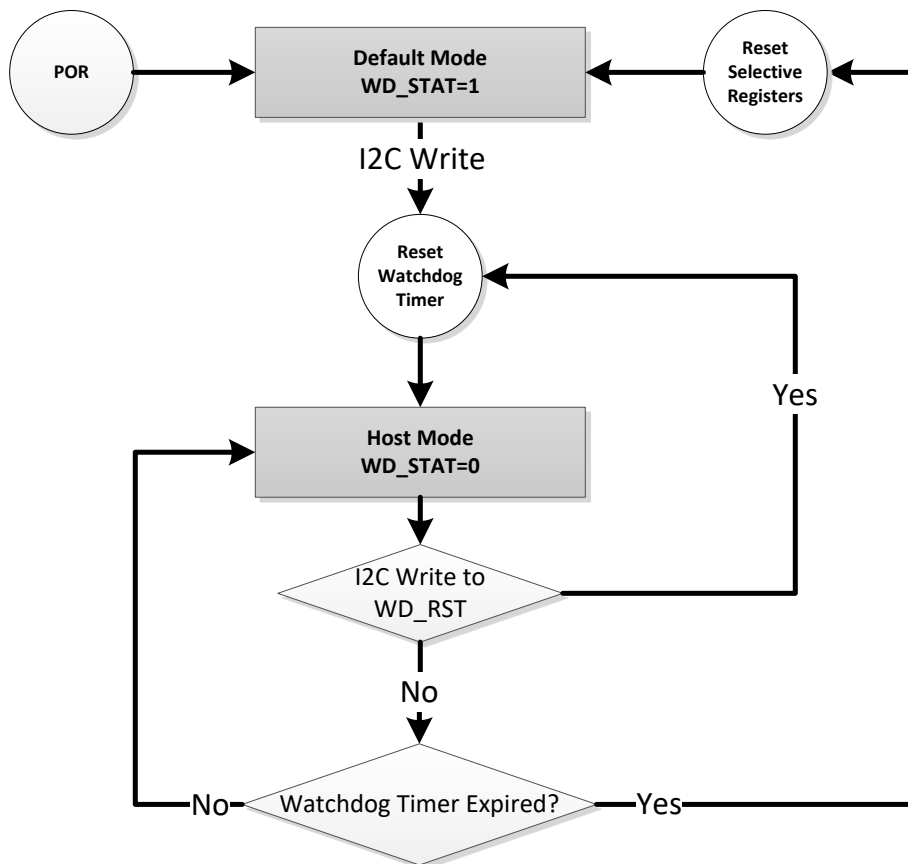 POR
Default Mode
WD_STAT=1
Reset
Selective
Registers
I2C Write
Reset
Watchdog
Timer
Yes
Host Mode
WD_STAT=0
I2C Write to
WD_RST
No
No
Watchdog Timer Expired?
Yes